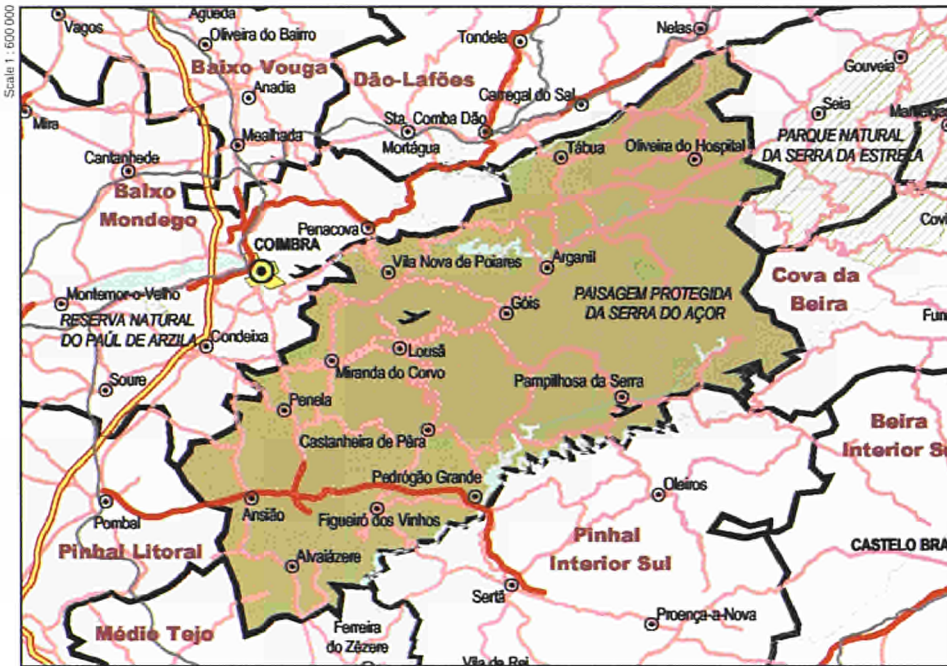 Scale 1 : 600 000
Vagos
Agueda
Oliveira do Bairro
Tondela
Nelas
Gouveia
Baixo Vouga
Dão-Lafões
Anadia
Carregal do Sal
Seia
Mira
Sta. Comba Dão
Mealhada
Mortágua
PARQUE NATURAL
DA SERRA DA ESTRELA
Cantanhede
Tábua
Oliveira do Hospital
Baixo
Mondego
Penacova
COIMBRA
Vila Nova de Poiares
Arganil
Cova da
Beira
Montemor-o-Velho
Góis
PAISAGEM PROTEGIDA
DA SERRA DO AÇOR
RESERVA NATURAL
DO PAÚL DE ARZILA
Condeixa
Lousã
Miranda do Corvo
Soure
Pampilhosa da Serra
Penela
Castanheira de Pêra
Beira
Interior Su
Pedrógão Grande
Oleiros
Pombal
Ansião
Figueiró dos Vinhos
Pinhal Litoral
Pinhal
Interior Sul
CASTELO BRA
Alvaiázere
Sertã
Médio Tejo
Proença-a-Nova
Ferreira
do Zêzere
Vila de Rei